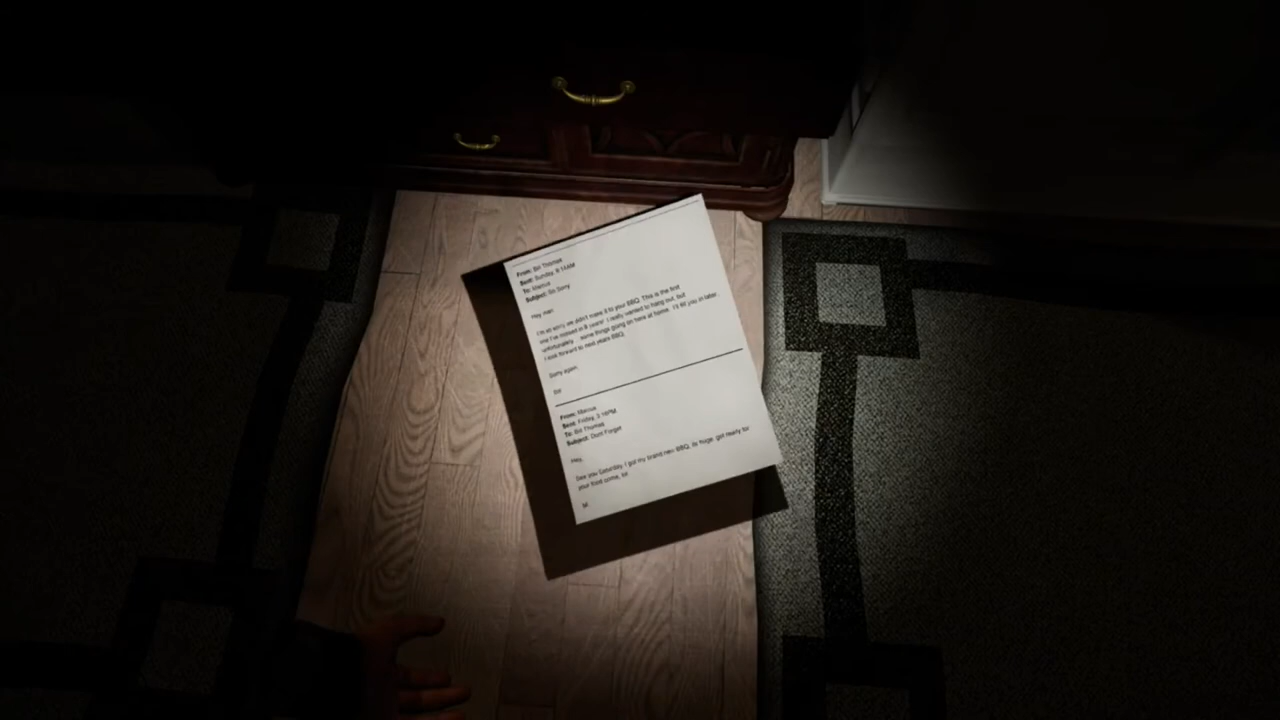 From: Bill Thomas
Sent: Sunday, 9:14AM
To: Marcus
Subject: So Sorry
Hey man
I'm so sorry we didn't make it to your BBQ. This is the first
one I've missed in 8 years! I really wanted to hang out, but
unfortunately some things going on here at home. I'll fill you in later.
I look forward to next years BBQ.
Sorry again.
Bill
From: Marcus
Sent: Friday, 3:16PM
To: Bill Thomas
Subject: Dont Forget
Hey,
See you Saturday. I got my brand new BBQ, its huge. get ready for
your food coma, lol
M